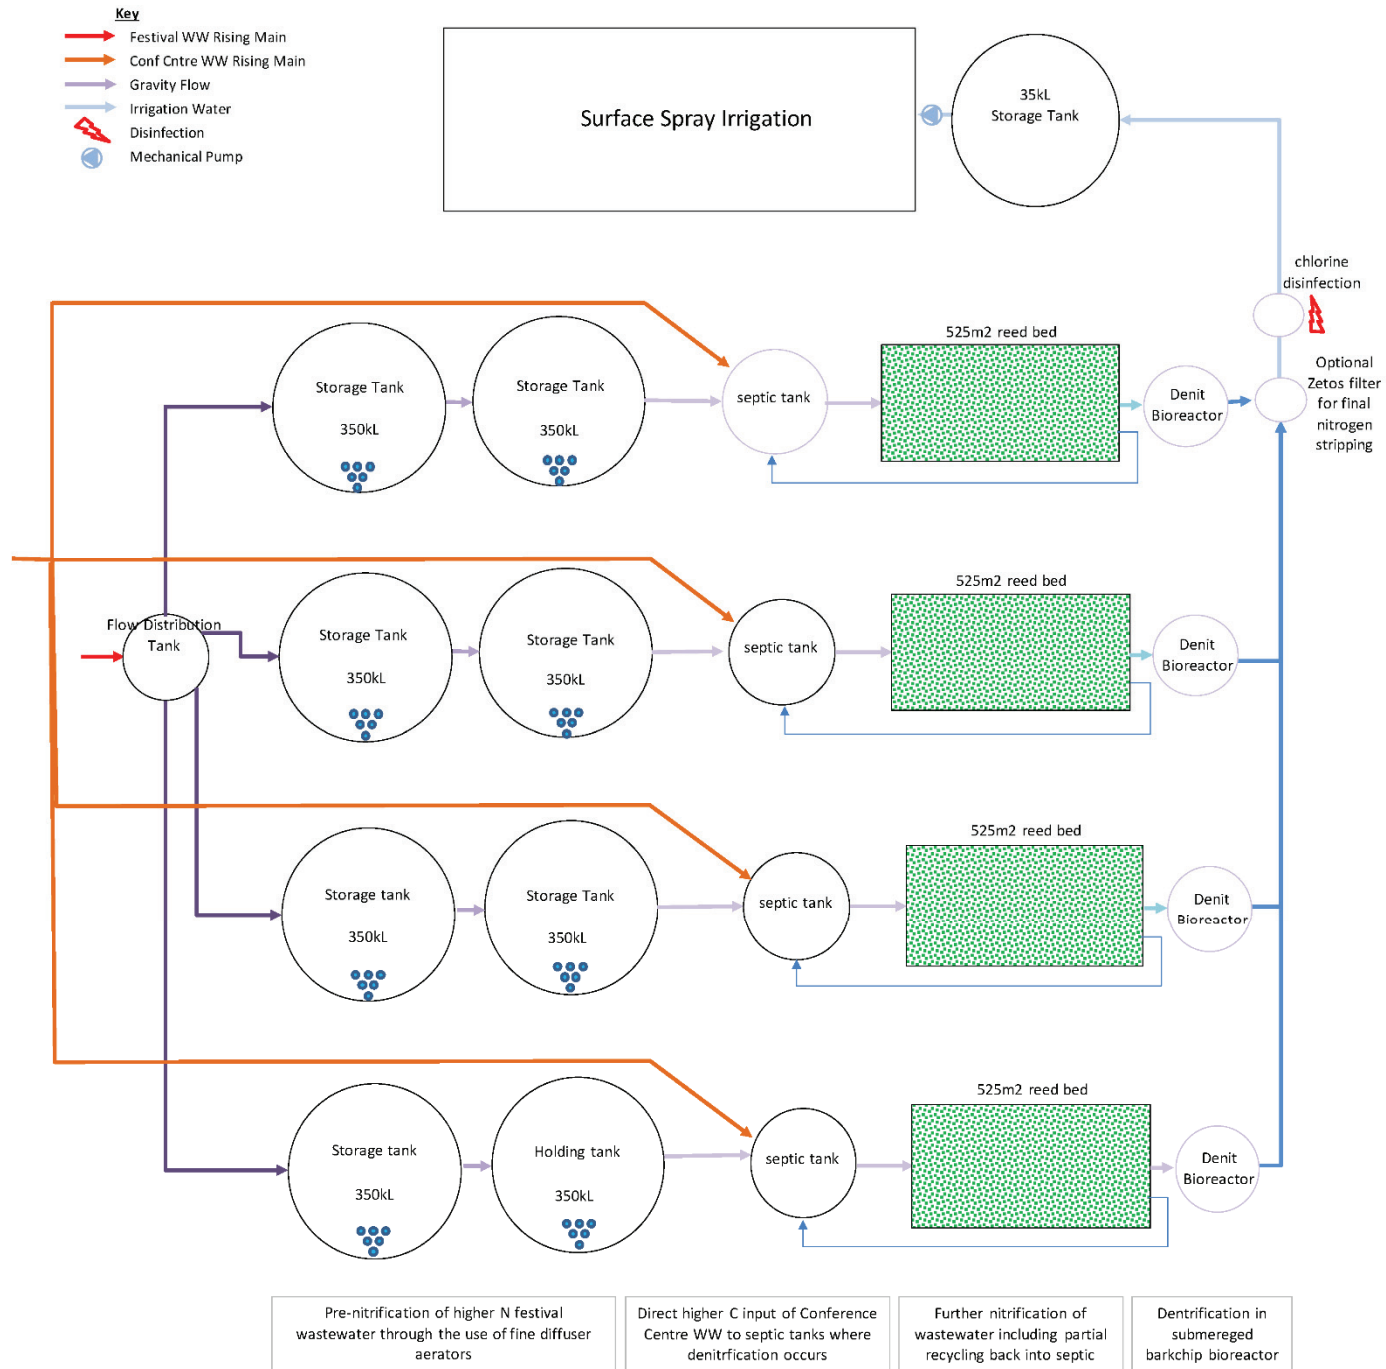 Key
Festival WW Rising Main
Conf Cntre WW Rising Main
Gravity Flow
Irrigation Water
Disinfection
Mechanical Pump
Surface Spray Irrigation
35kL
Storage Tank
chlorine
disinfection
Optional
Zetos filter
for final
nitrogen
stripping
Storage Tank
350kL
Storage Tank
350kL
septic tank
525m2 reed bed
Denit
Bioreactor
Flow Distribution
Tank
Storage Tank
350kL
Storage Tank
350kL
septic tank
525m2 reed bed
Denit
Bioreactor
Storage tank
350kL
Storage Tank
350kL
septic tank
525m2 reed bed
Denit
Bioreactor
Storage tank
350kL
Holding tank
350kL
septic tank
525m2 reed bed
Denit
Bioreactor
Pre-nitrification of higher N festival
wastewater through the use of fine diffuser
aerators
Direct higher C input of Conference
Centre WW to septic tanks where
denitrfication occurs
Further nitrification of
wastewater including partial
recycling back into septic
Dentrification in
submereged
barkchip bioreactor